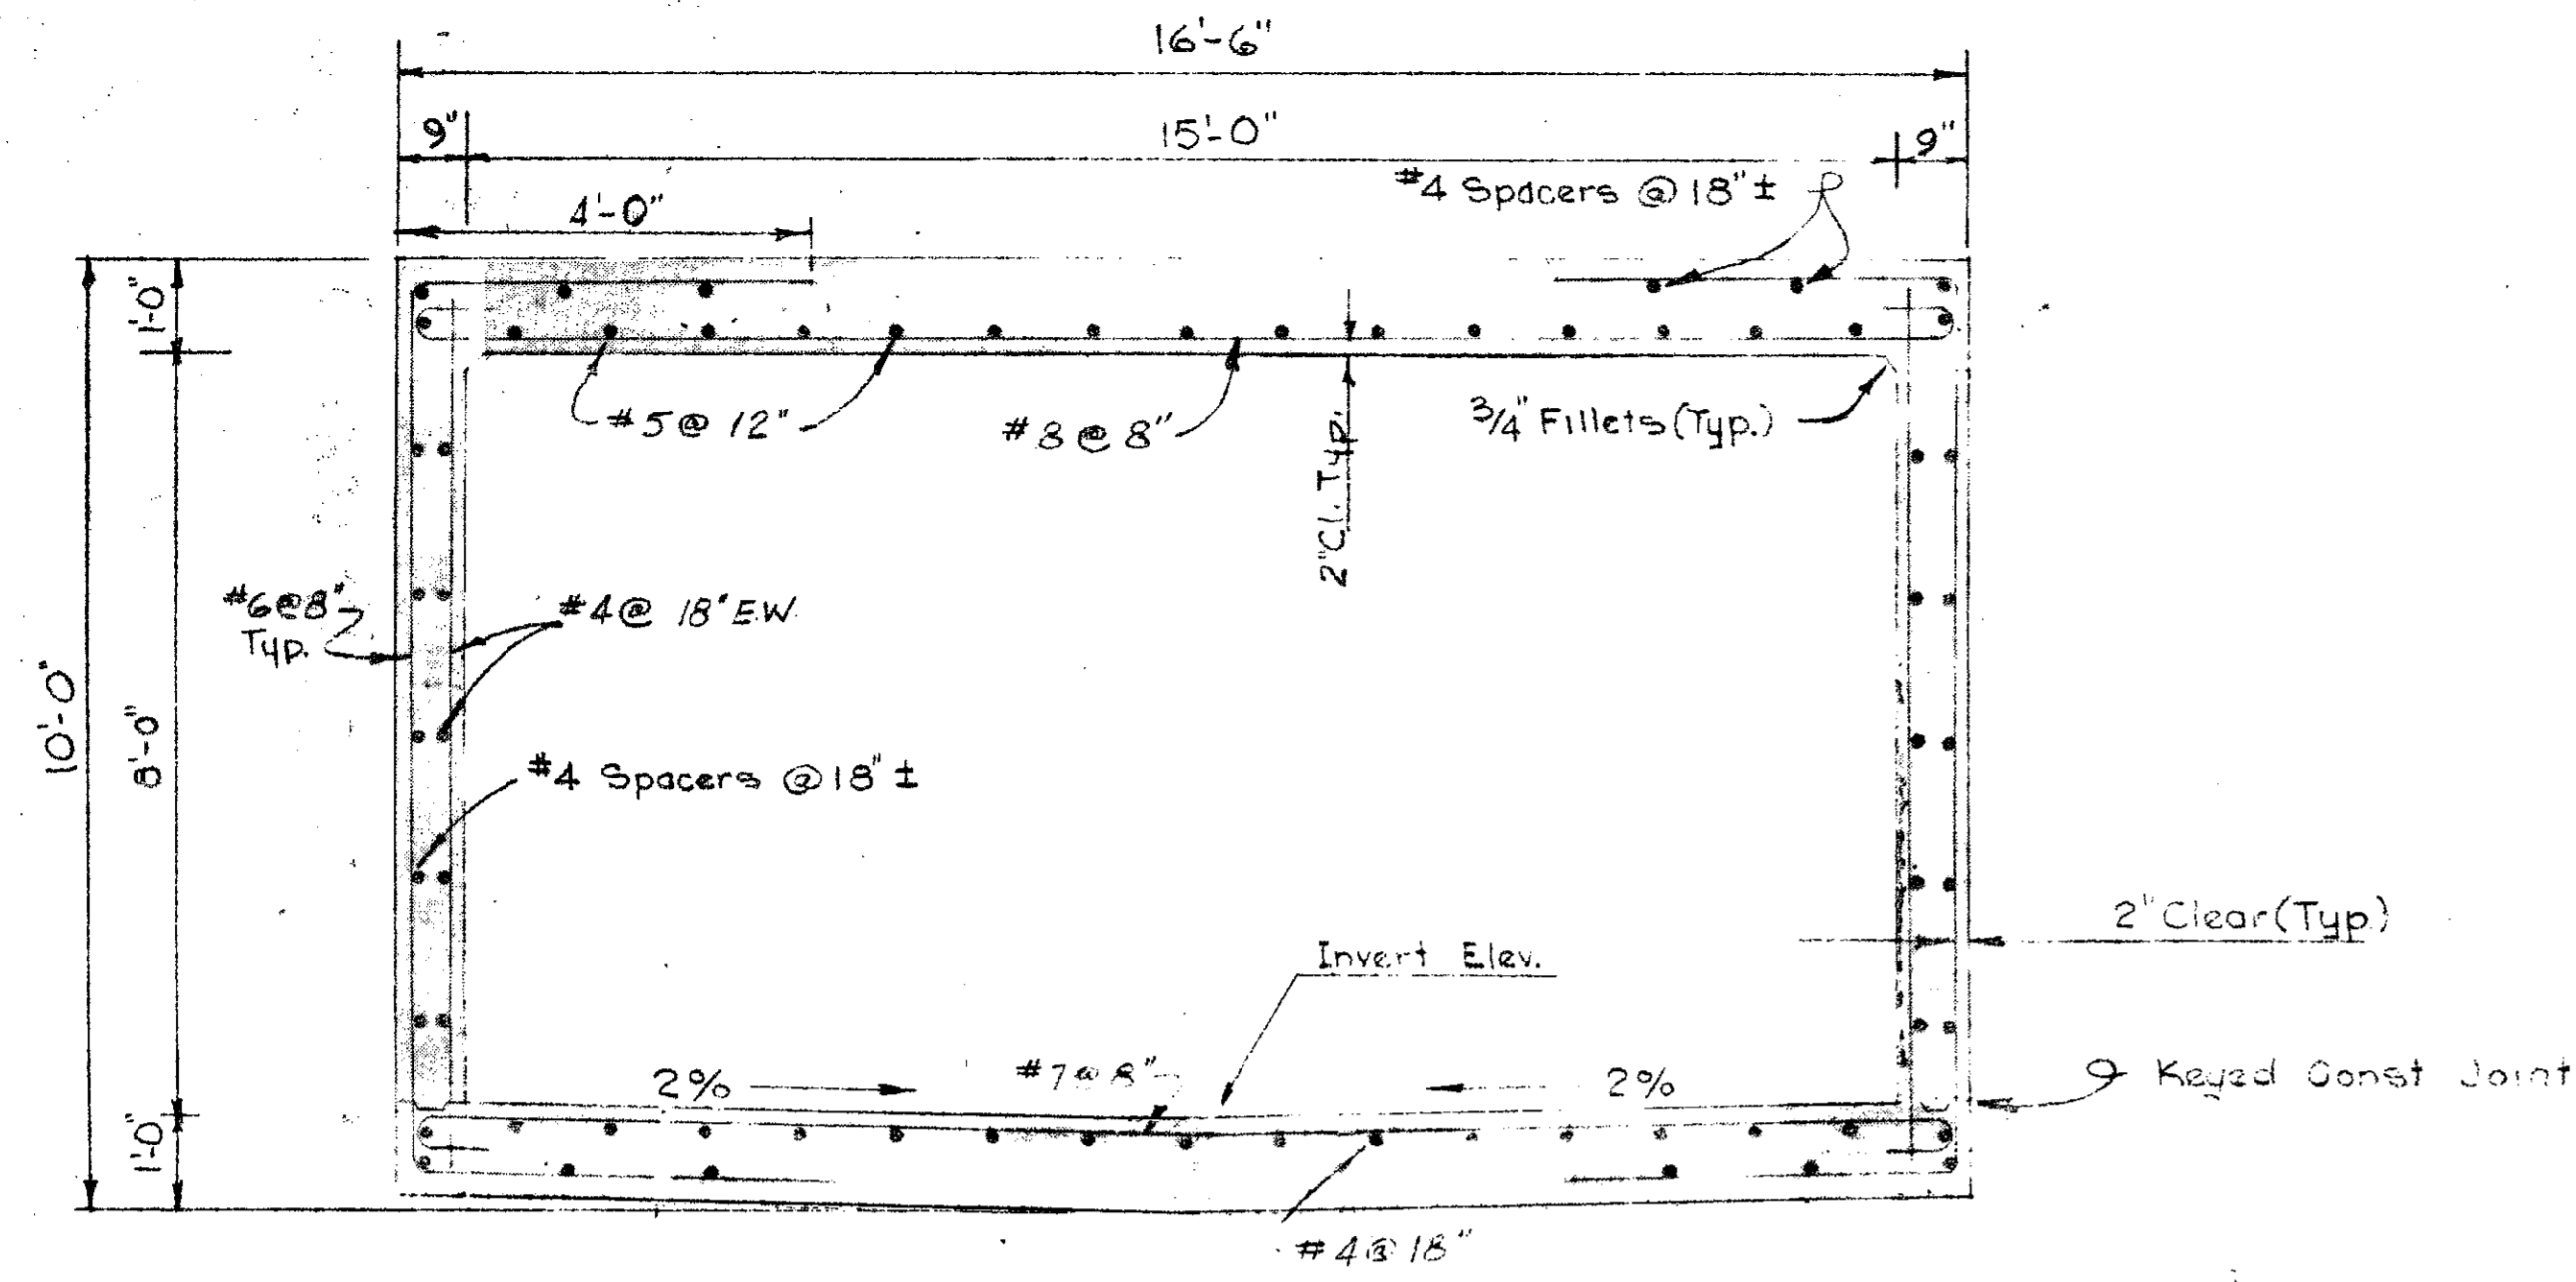 16'-6"
9"
15'-0"
9"
#4 Spacers @ 18" ±
4'-0"
1'-0"
#5 @ 12"
#8 @ 8"
3/4" Fillets (Typ.)
2" Cl. Typ.
#6@8"
Typ.
#4 @ 18" E.W.
10'-0"
8'-0"
#4 Spacers @ 18" ±
2" Clear (Typ.)
Invert Elev.
2%
#7@8"
2%
Keyed Const Joint
1'-0"
#4@18"